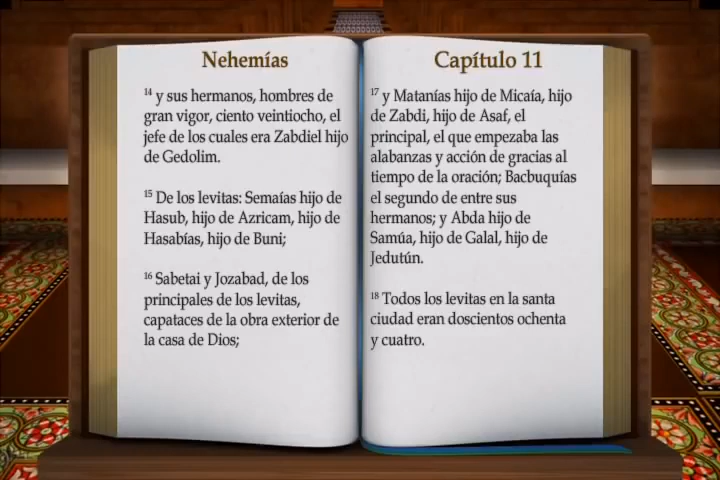 Nehemías
14 y sus hermanos, hombres de
gran vigor, ciento veintiocho, el
jefe de los cuales era Zabdiel hijo
de Gedolim.
15 De los levitas: Semaías hijo de
Hasub, hijo de Azricam, hijo de
Hasabías, hijo de Buni;
16 Sabetai y Jozabad, de los
principales de los levitas,
capataces de la obra exterior de
la casa de Dios;
Capítulo 11
17 y Matanías hijo de Micaía, hijo
de Zabdi, hijo de Asaf, el
principal, el que empezaba las
alabanzas y acción de gracias al
tiempo de la oración; Bacbuquías
el segundo de entre sus
hermanos; y Abda hijo de
Samúa, hijo de Galal, hijo de
Jedutún.
18 Todos los levitas en la santa
ciudad eran doscientos ochenta
y cuatro.